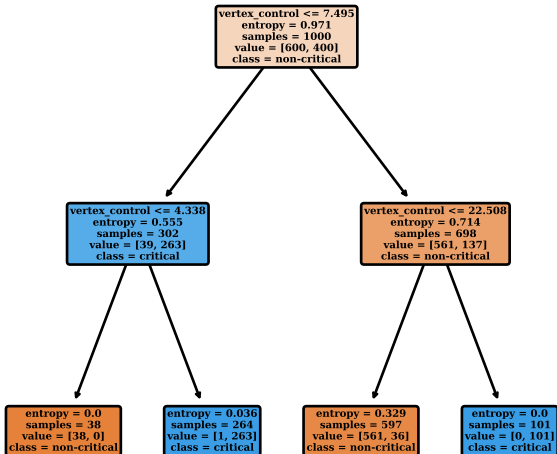 vertex_control <= 7.495
entropy = 0.971
samples = 1000
value = [600, 400]
class = non-critical
vertex_control <= 4.338
entropy = 0.555
samples = 302
value = [39, 263]
class = critical
vertex_control <= 22.508
entropy = 0.714
samples = 698
value = [561, 137]
class = non-critical
entropy = 0.0
samples = 38
value = [38, 0]
class = non-critical
entropy = 0.036
samples = 264
value = [1, 263]
class = critical
entropy = 0.329
samples = 597
value = [561, 36]
class = non-critical
entropy = 0.0
samples = 101
value = [0, 101]
class = critical